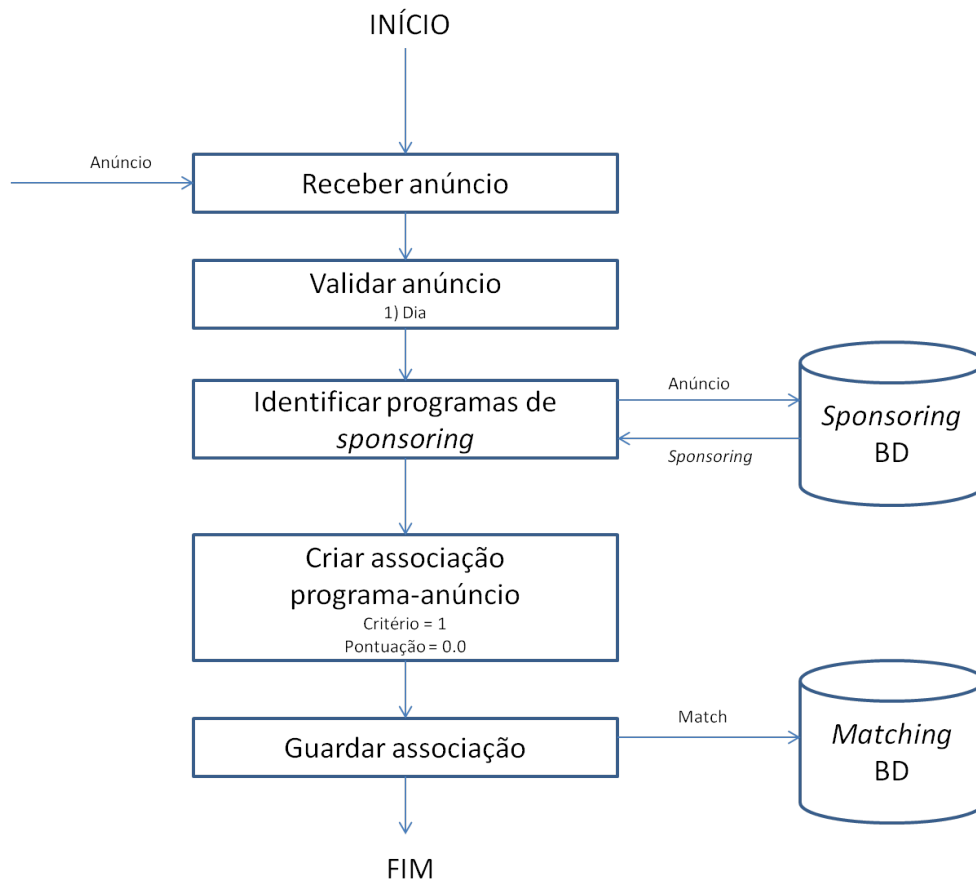 INÍCIO
Anúncio
Receber anúncio
Validar anúncio
1) Dia
Identificar programas de
sponsoring
Anúncio
Sponsoring
Sponsoring
BD
Criar associação
programa-anúncio
Critério = 1
Pontuação = 0.0
Guardar associação
Match
Matching
BD
FIM